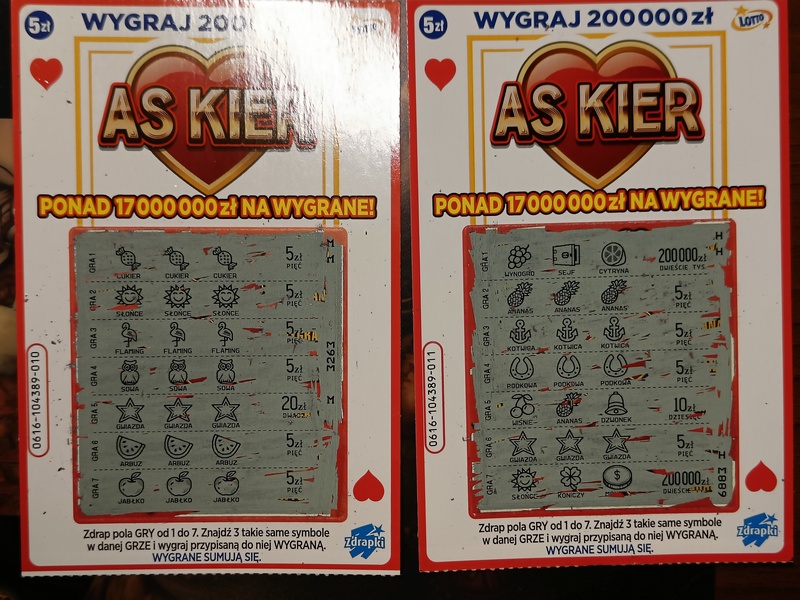 5zł
WYGRAJ 200
AS KIER
PONAD 17 000 000 zł NA WYGRANE!
GRA 1
CUKIER CUKIER CUKIER
5zł
PIĘĆ
GRA 2
SŁOŃCE SŁOŃCE SŁOŃCE
5zł
PIĘĆ
GRA 3
FLAMING FLAMING FLAMING
5zł
PIĘĆ
GRA 4
SOWA SOWA SOWA
5zł
PIĘĆ
GRA 5
GWIAZDA GWIAZDA GWIAZDA
20zł
GRA 6
ARBUZ ARBUZ ARBUZ
5zł
PIĘĆ
GRA 7
JABŁKO JABŁKO JABŁKO
5zł
PIĘĆ
3263
0616-104389-010
Zdrap pola GRY od 1 do 7. Znajdź 3 takie same symbole
w danej GRZE i wygraj przypisaną do niej WYGRANĄ.
WYGRANE SUMUJĄ SIĘ.
Zdrapki
5zł
WYGRAJ 200 000 zł
LOTTO
AS KIER
PONAD 17 000 000 zł NA WYGRANE!
GRA 1
WYNOGRO SEJF CYTRYNA
200000zł
DWIEŚCIE TYS
GRA 2
ANANAS ANANAS ANANAS
5zł
PIĘĆ
GRA 3
KOTWICA KOTWICA KOTWICA
5zł
PIĘĆ
GRA 4
PODKOWA PODKOWA PODKOWA
5zł
PIĘĆ
GRA 5
WIŚNIE ANANAS DZWONEK
10zł
GRA 6
GWIAZDA GWIAZDA GWIAZDA
5zł
PIĘĆ
GRA 7
SŁOŃCE KONICZY
200000zł
DWIEŚCIE
0616-104389-011
Zdrap pola GRY od 1 do 7. Znajdź 3 takie same symbole
w danej GRZE i wygraj przypisaną do niej WYGRANĄ.
WYGRANE SUMUJĄ SIĘ.
Zdrapki